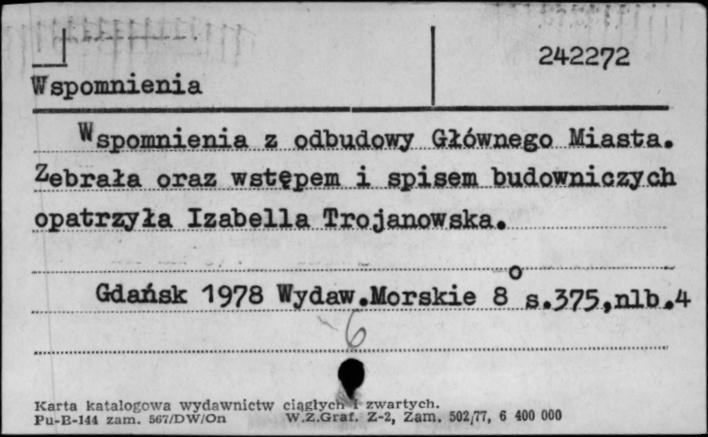 242272
Wspomnienia
Wspomnienia z odbudowy Głównego Miasta.
Zebrała oraz wstępem i spisem budowniczych
opatrzyła Izabella Trojanowska.
Gdańsk 1978 Wydaw.Morskie 8° s.375,nlb.4
6
Karta katalogowa wydawnictw ciągłych i zwartych.
Pu-B-144 zam. 567/DW/On W.Z.Graf. Z-2, Zam. 502/77, 6 400 000